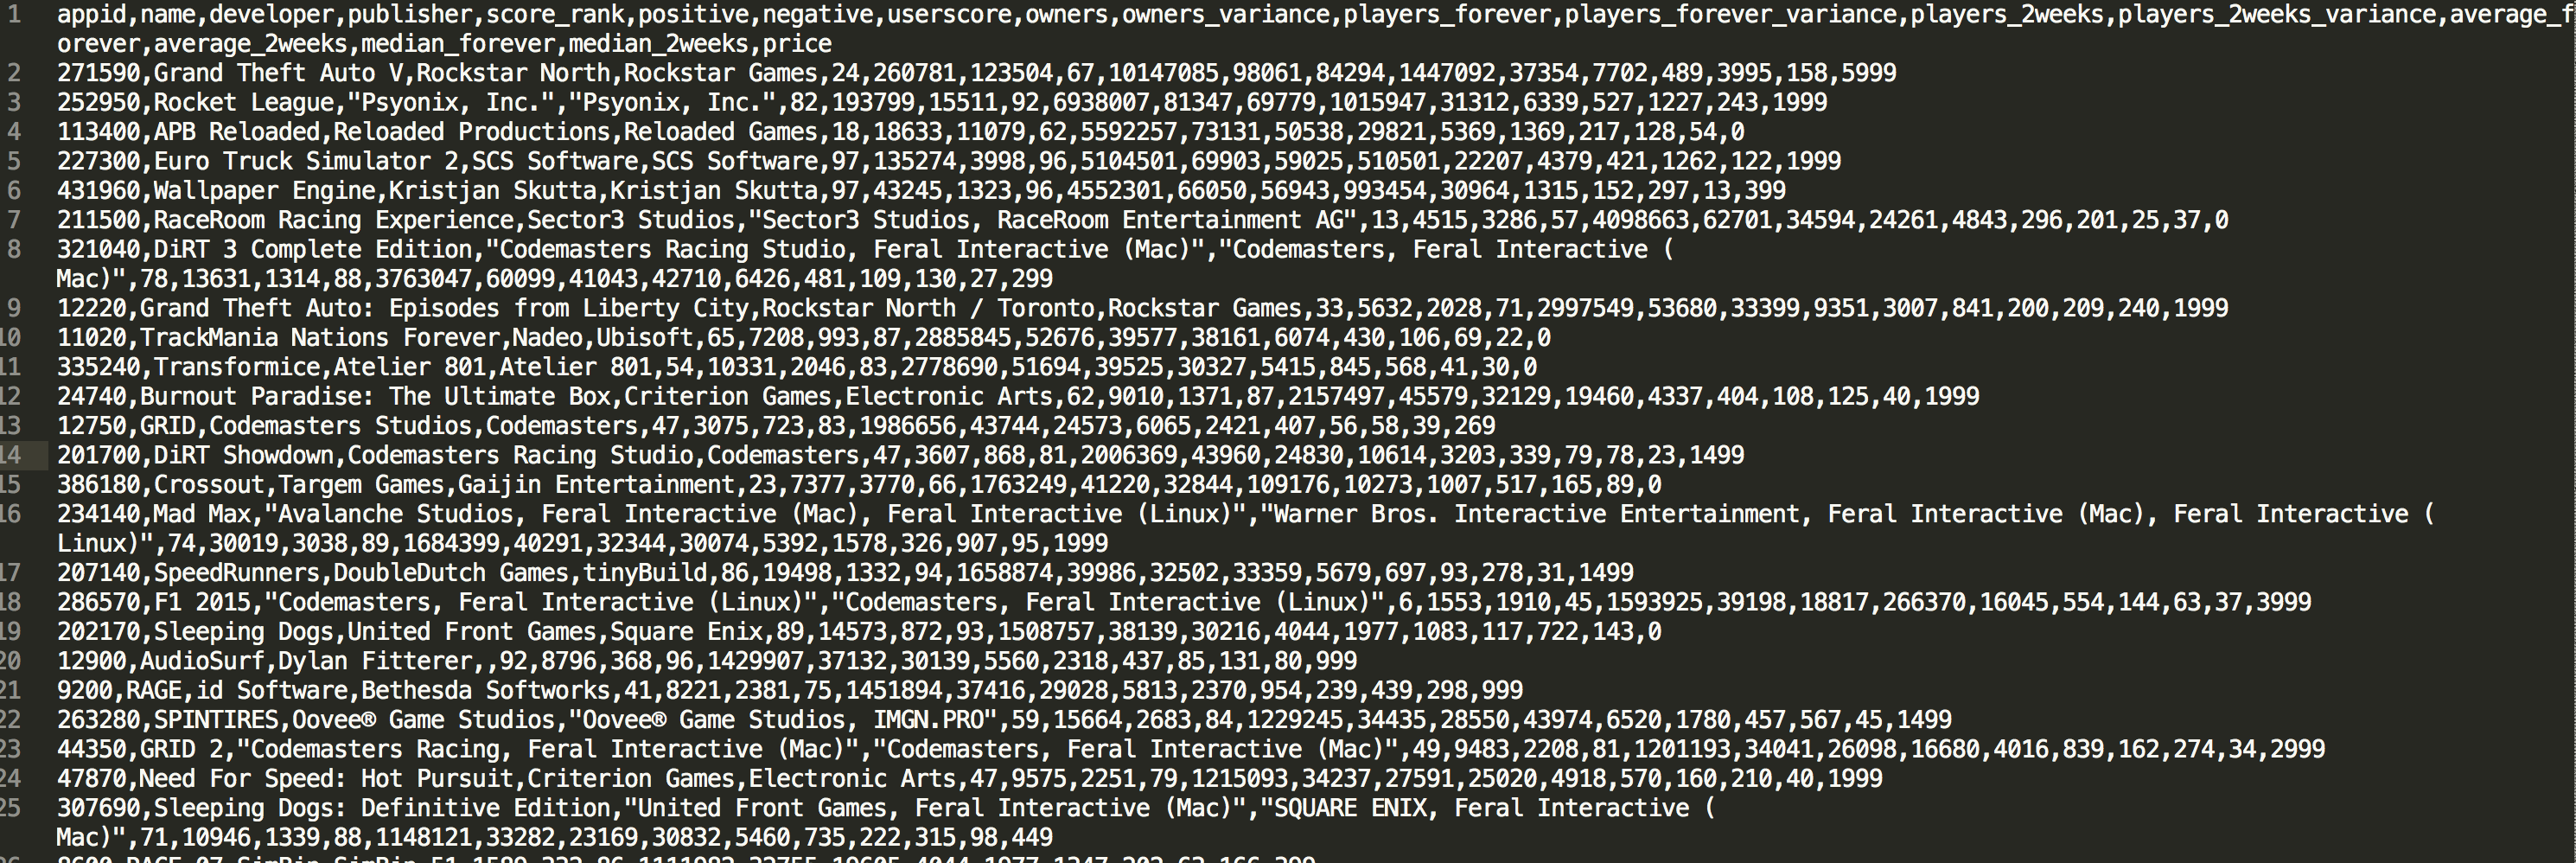 1 appid,name,developer,publisher,score_rank,positive,negative,userscore,owners,owners_variance,players_forever,players_forever_variance,players_2weeks,players_2weeks_variance,average_f
orever,average_2weeks,median_forever,median_2weeks,price
2 271590,Grand Theft Auto V,Rockstar North,Rockstar Games,24,260781,123504,67,10147085,98061,84294,1447092,37354,7702,489,3995,158,5999
3 252950,Rocket League,"Psyonix, Inc.","Psyonix, Inc.",82,193799,15511,92,6938007,81347,69779,1015947,31312,6339,527,1227,243,1999
4 113400,APB Reloaded,Reloaded Productions,Reloaded Games,18,18633,11079,62,5592257,73131,50538,29821,5369,1369,217,128,54,0
5 227300,Euro Truck Simulator 2,SCS Software,SCS Software,97,135274,3998,96,5104501,69903,59025,510501,22207,4379,421,1262,122,1999
6 431960,Wallpaper Engine,Kristjan Skutta,Kristjan Skutta,97,43245,1323,96,4552301,66050,56943,993454,30964,1315,152,297,13,399
7 211500,RaceRoom Racing Experience,Sector3 Studios,"Sector3 Studios, RaceRoom Entertainment AG",13,4515,3286,57,4098663,62701,34594,24261,4843,296,201,25,37,0
8 321040,DiRT 3 Complete Edition,"Codemasters Racing Studio, Feral Interactive (Mac)","Codemasters, Feral Interactive (
Mac)",78,13631,1314,88,3763047,60099,41043,42710,6426,481,109,130,27,299
9 12220,Grand Theft Auto: Episodes from Liberty City,Rockstar North / Toronto,Rockstar Games,33,5632,2028,71,2997549,53680,33399,9351,3007,841,200,209,240,1999
10 11020,TrackMania Nations Forever,Nadeo,Ubisoft,65,7208,993,87,2885845,52676,39577,38161,6074,430,106,69,22,0
11 335240,Transformice,Atelier 801,Atelier 801,54,10331,2046,83,2778690,51694,39525,30327,5415,845,568,41,30,0
12 24740,Burnout Paradise: The Ultimate Box,Criterion Games,Electronic Arts,62,9010,1371,87,2157497,45579,32129,19460,4337,404,108,125,40,1999
13 12750,GRID,Codemasters Studios,Codemasters,47,3075,723,83,1986656,43744,24573,6065,2421,407,56,58,39,269
14 201700,DiRT Showdown,Codemasters Racing Studio,Codemasters,47,3607,868,81,2006369,43960,24830,10614,3203,339,79,78,23,1499
15 386180,Crossout,Targem Games,Gaijin Entertainment,23,7377,3770,66,1763249,41220,32844,109176,10273,1007,517,165,89,0
16 234140,Mad Max,"Avalanche Studios, Feral Interactive (Mac), Feral Interactive (Linux)","Warner Bros. Interactive Entertainment, Feral Interactive (Mac), Feral Interactive (
Linux)",74,30019,3038,89,1684399,40291,32344,30074,5392,1578,326,907,95,1999
17 207140,SpeedRunners,DoubleDutch Games,tinyBuild,86,19498,1332,94,1658874,39986,32502,33359,5679,697,93,278,31,1499
18 286570,F1 2015,"Codemasters, Feral Interactive (Linux)","Codemasters, Feral Interactive (Linux)",6,1553,1910,45,1593925,39198,18817,266370,16045,554,144,63,37,3999
19 202170,Sleeping Dogs,United Front Games,Square Enix,89,14573,872,93,1508757,38139,30216,4044,1977,1083,117,722,143,0
20 12900,AudioSurf,Dylan Fitterer,,92,8796,368,96,1429907,37132,30139,5560,2318,437,85,131,80,999
21 9200,RAGE,id Software,Bethesda Softworks,41,8221,2381,75,1451894,37416,29028,5813,2370,954,239,439,298,999
22 263280,SPINTIRES,Oovee® Game Studios,"Oovee® Game Studios, IMGN.PRO",59,15664,2683,84,1229245,34435,28550,43974,6520,1780,457,567,45,1499
23 44350,GRID 2,"Codemasters Racing, Feral Interactive (Mac)","Codemasters, Feral Interactive (Mac)",49,9483,2208,81,1201193,34041,26098,16680,4016,839,162,274,34,2999
24 47870,Need For Speed: Hot Pursuit,Criterion Games,Electronic Arts,47,9575,2251,79,1215093,34237,27591,25020,4918,570,160,210,40,1999
25 307690,Sleeping Dogs: Definitive Edition,"United Front Games, Feral Interactive (Mac)","SQUARE ENIX, Feral Interactive (
Mac)",71,10946,1339,88,1148121,33282,23169,30832,5460,735,222,315,98,449